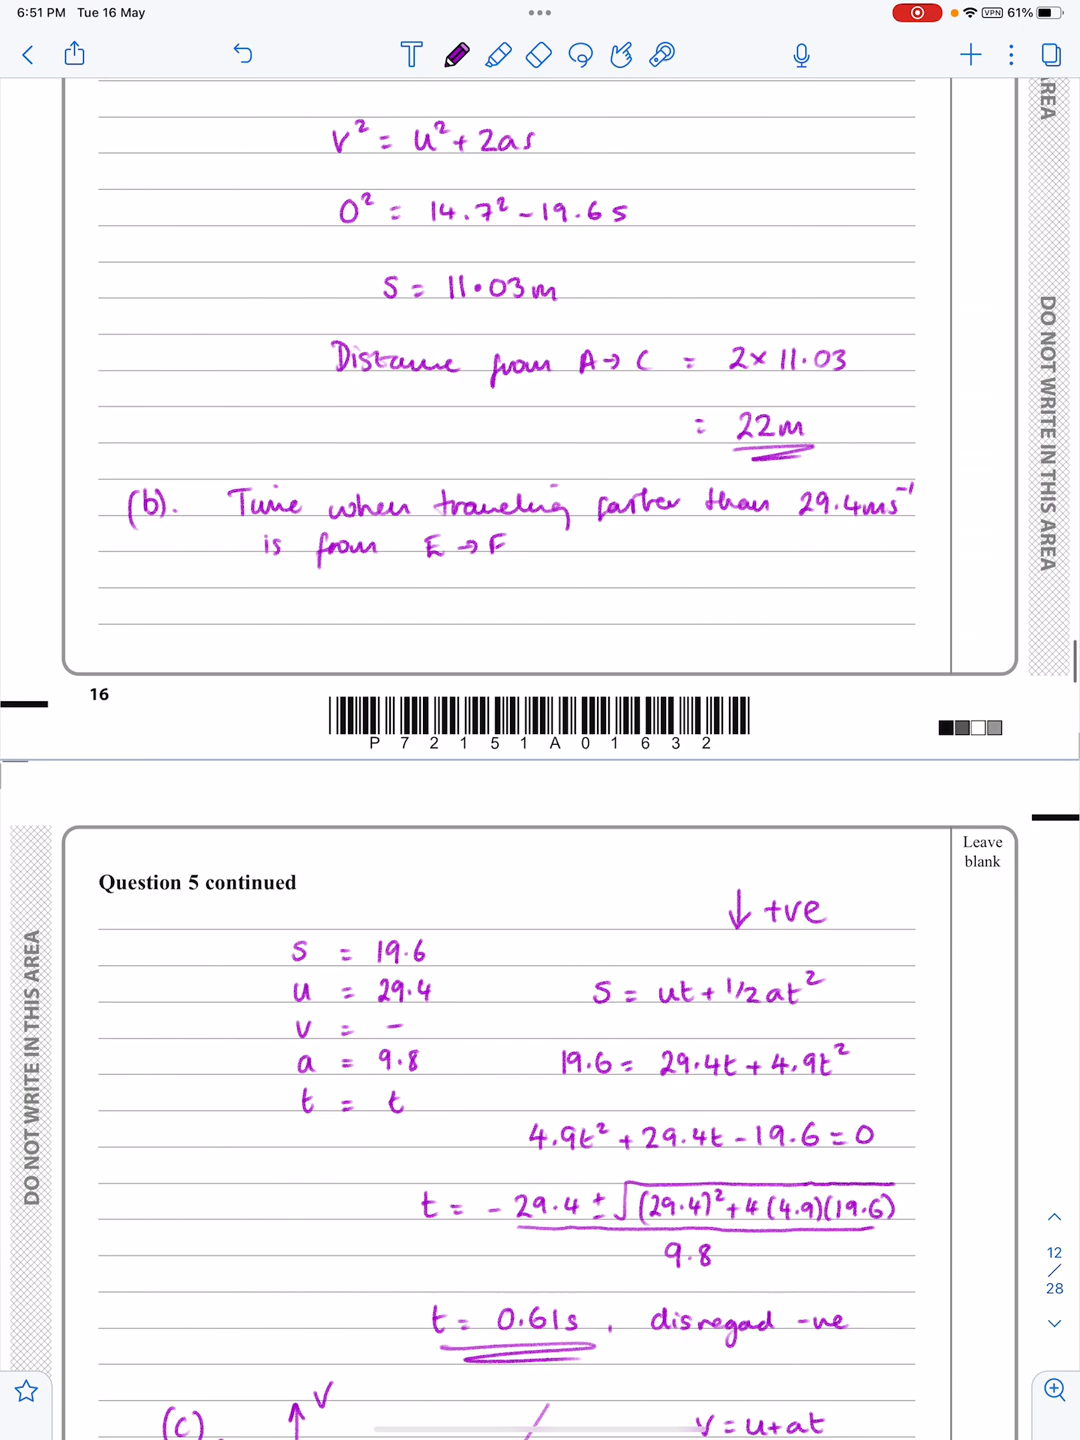 6:51 PM Tue 16 May
VPN 61%
T
v² = u² + 2as
0² = 14.7² - 19.6 s
s = 11.03m
Distance from A → C = 2 × 11.03
= 22m
(b). Time when traveling faster than 29.4ms⁻¹
is from E → F
REA
DO NOT WRITE IN THIS AREA
16
P 7 2 1 5 1 A 0 1 6 3 2
Leave
blank
Question 5 continued
↓ +ve
s = 19.6
u = 29.4
v = -
a = 9.8
t = t
s = ut + 1/2 at²
19.6 = 29.4t + 4.9t²
4.9t² + 29.4t - 19.6 = 0
t = - 29.4 ± √(29.4)² + 4 (4.9)(19.6)
9.8
t = 0.61s , disregad -ve
(c) . ↑ V
v = u + at
DO NOT WRITE IN THIS AREA
12
/
28